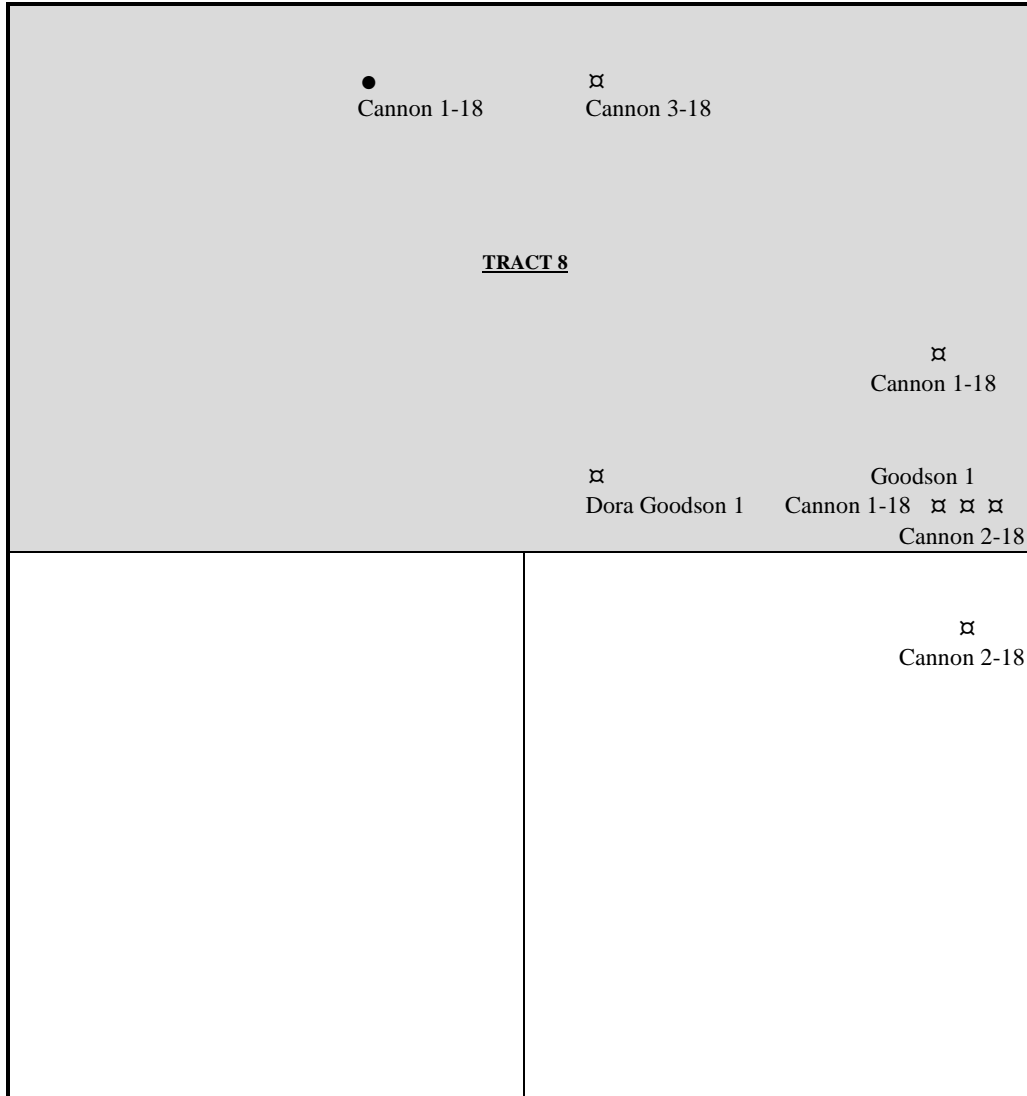 ● ¤
Cannon 1-18 Cannon 3-18
TRACT 8
¤
Cannon 1-18
¤ Goodson 1
Dora Goodson 1 Cannon 1-18 ¤ ¤ ¤
Cannon 2-18
¤
Cannon 2-18